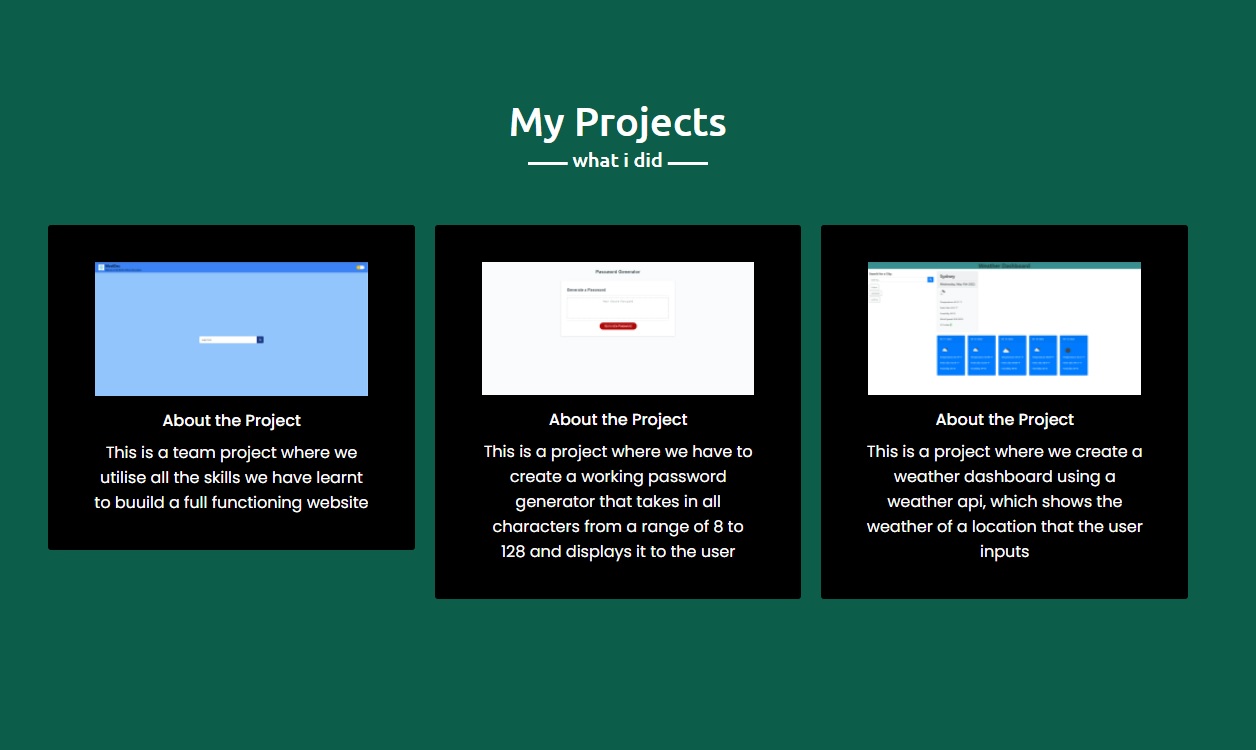 My Projects
what i did
Password Generator
Generate a Password
Weather Dashboard
Search for a City:
Sydney
About the Project
This is a team project where we
utilise all the skills we have learnt
to buuild a full functioning website
About the Project
This is a project where we have to
create a working password
generator that takes in all
characters from a range of 8 to
128 and displays it to the user
About the Project
This is a project where we create a
weather dashboard using a
weather api, which shows the
weather of a location that the user
inputs